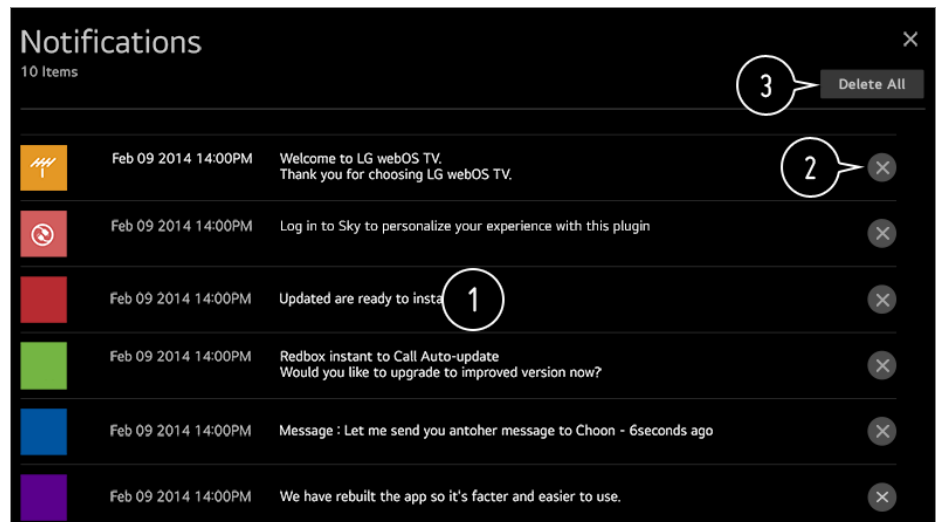 Notifications
10 Items
3
Delete All
Feb 09 2014 14:00PM
Welcome to LG webOS TV.
Thank you for choosing LG webOS TV.
2
Feb 09 2014 14:00PM
Log in to Sky to personalize your experience with this plugin
Feb 09 2014 14:00PM
Updated are ready to insta
1
Feb 09 2014 14:00PM
Redbox instant to Call Auto-update
Would you like to upgrade to improved version now?
Feb 09 2014 14:00PM
Message : Let me send you antoher message to Choon - 6seconds ago
Feb 09 2014 14:00PM
We have rebuilt the app so it's facter and easier to use.